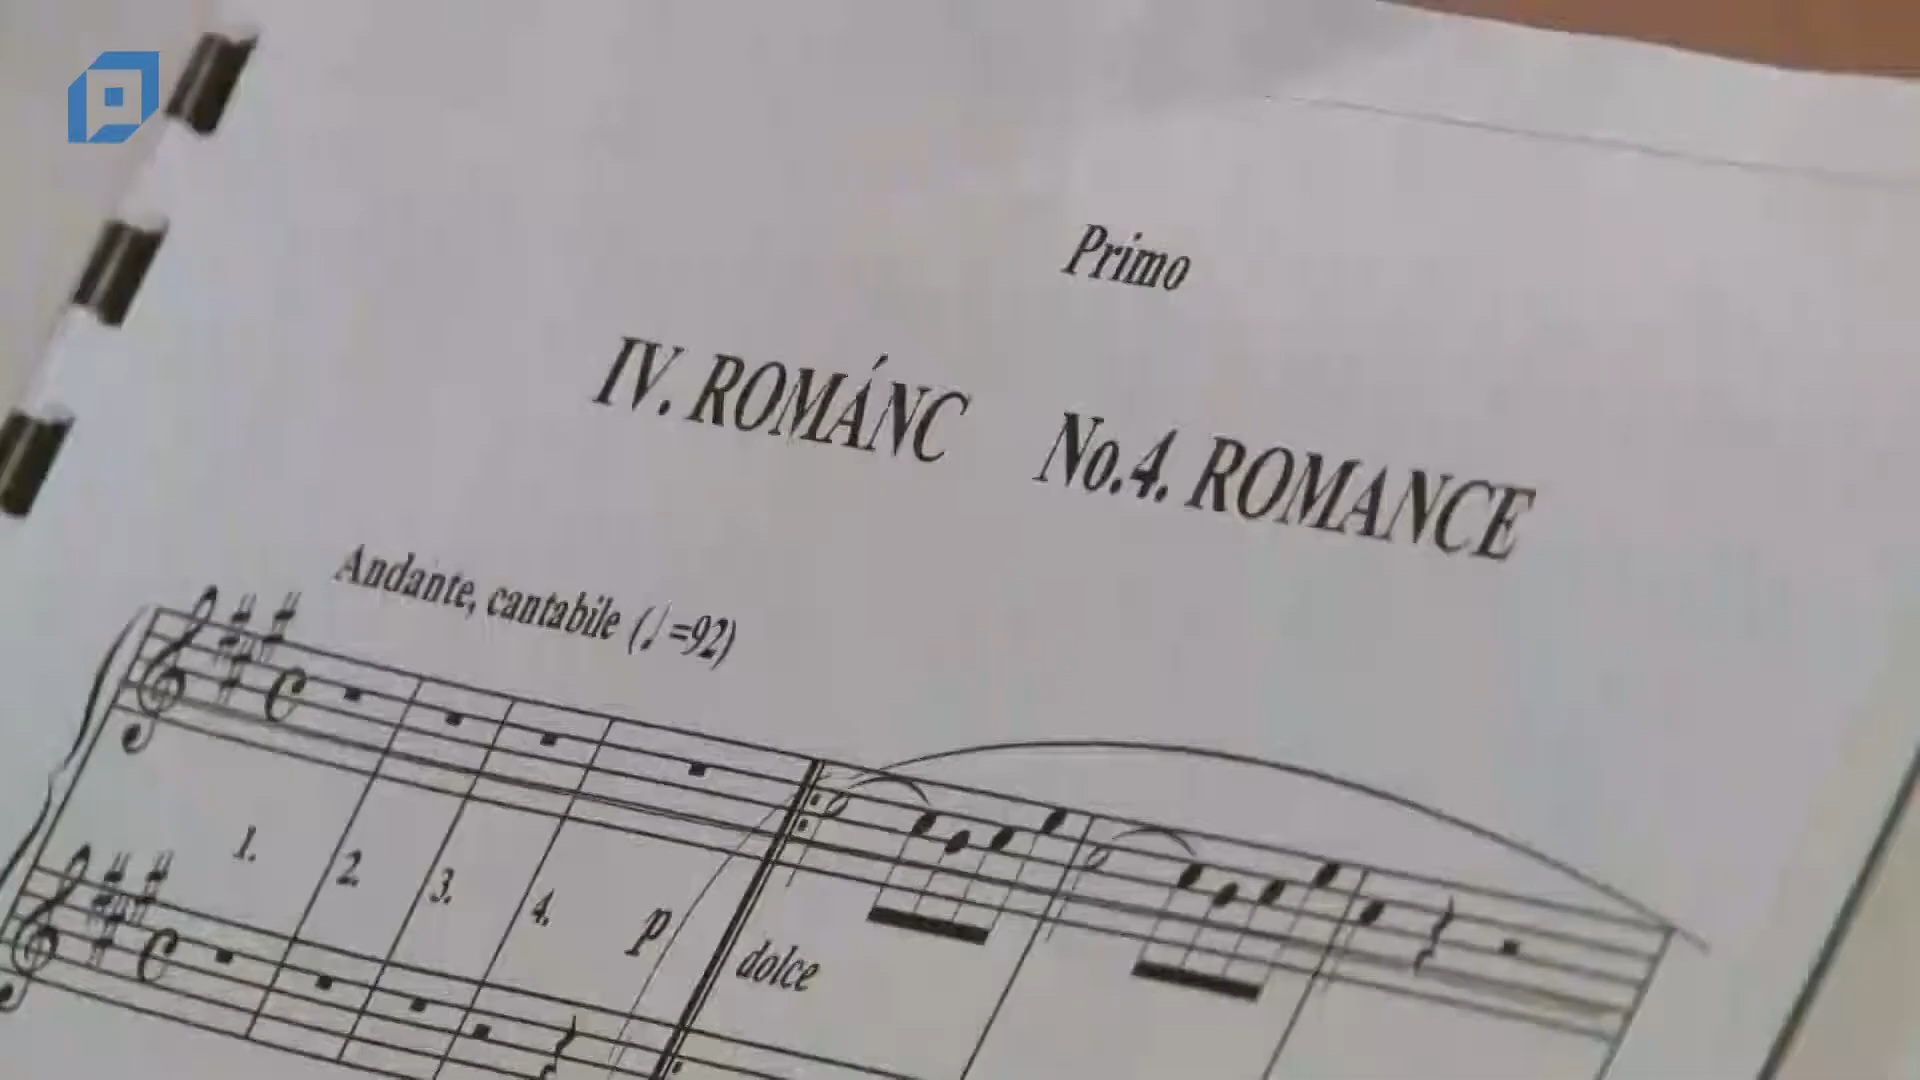 Primo
IV. ROMÁNC No.4. ROMANCE
Andante, cantabile (♩=92)
1. 2. 3. 4. p dolce